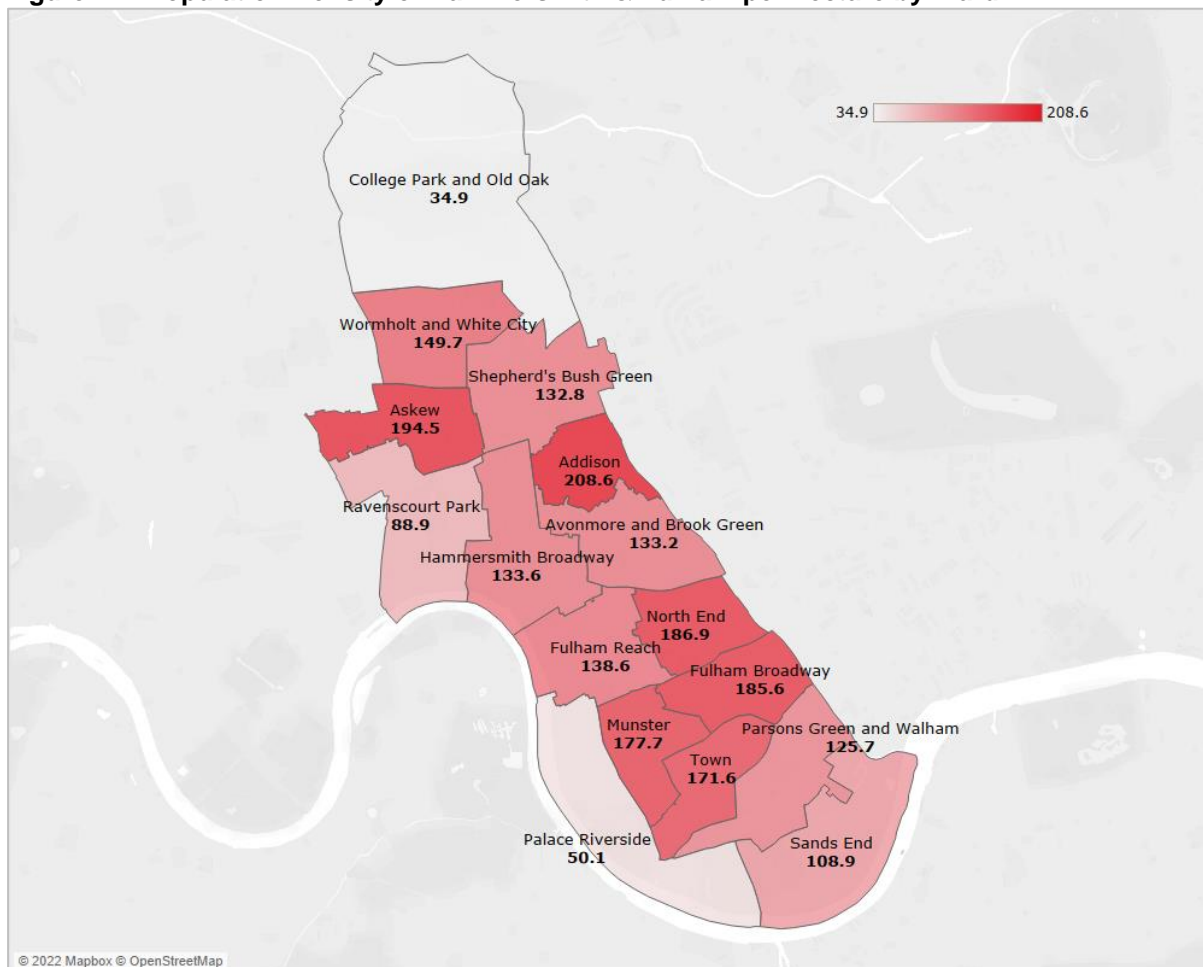 34.9 208.6
College Park and Old Oak
34.9
Wormholt and White City
149.7
Shepherd's Bush Green
132.8
Askew
194.5
Addison
208.6
Ravenscourt Park
88.9
Avonmore and Brook Green
133.2
Hammersmith Broadway
133.6
North End
186.9
Fulham Reach
138.6
Fulham Broadway
185.6
Munster
177.7
Parsons Green and Walham
125.7
Town
171.6
Palace Riverside
50.1
Sands End
108.9
© 2022 Mapbox © OpenStreetMap